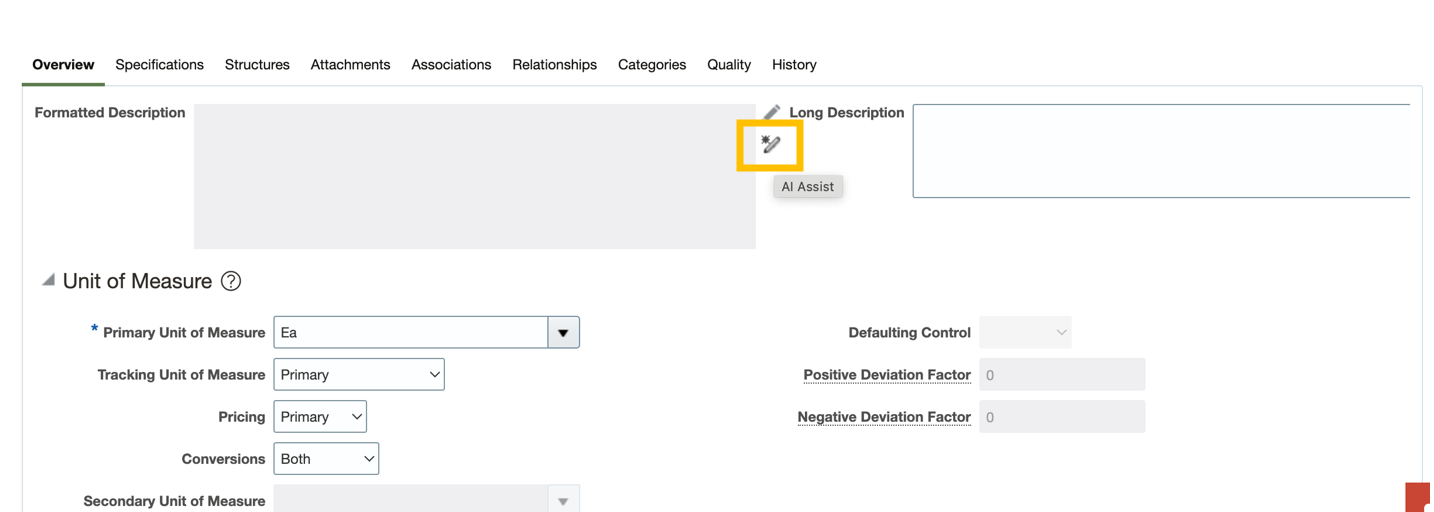 Overview Specifications Structures Attachments Associations Relationships Categories Quality History
Formatted Description
Long Description
AI Assist
Unit of Measure ?
* Primary Unit of Measure Ea
Defaulting Control
Tracking Unit of Measure Primary
Positive Deviation Factor 0
Pricing Primary
Negative Deviation Factor 0
Conversions Both
Secondary Unit of Measure